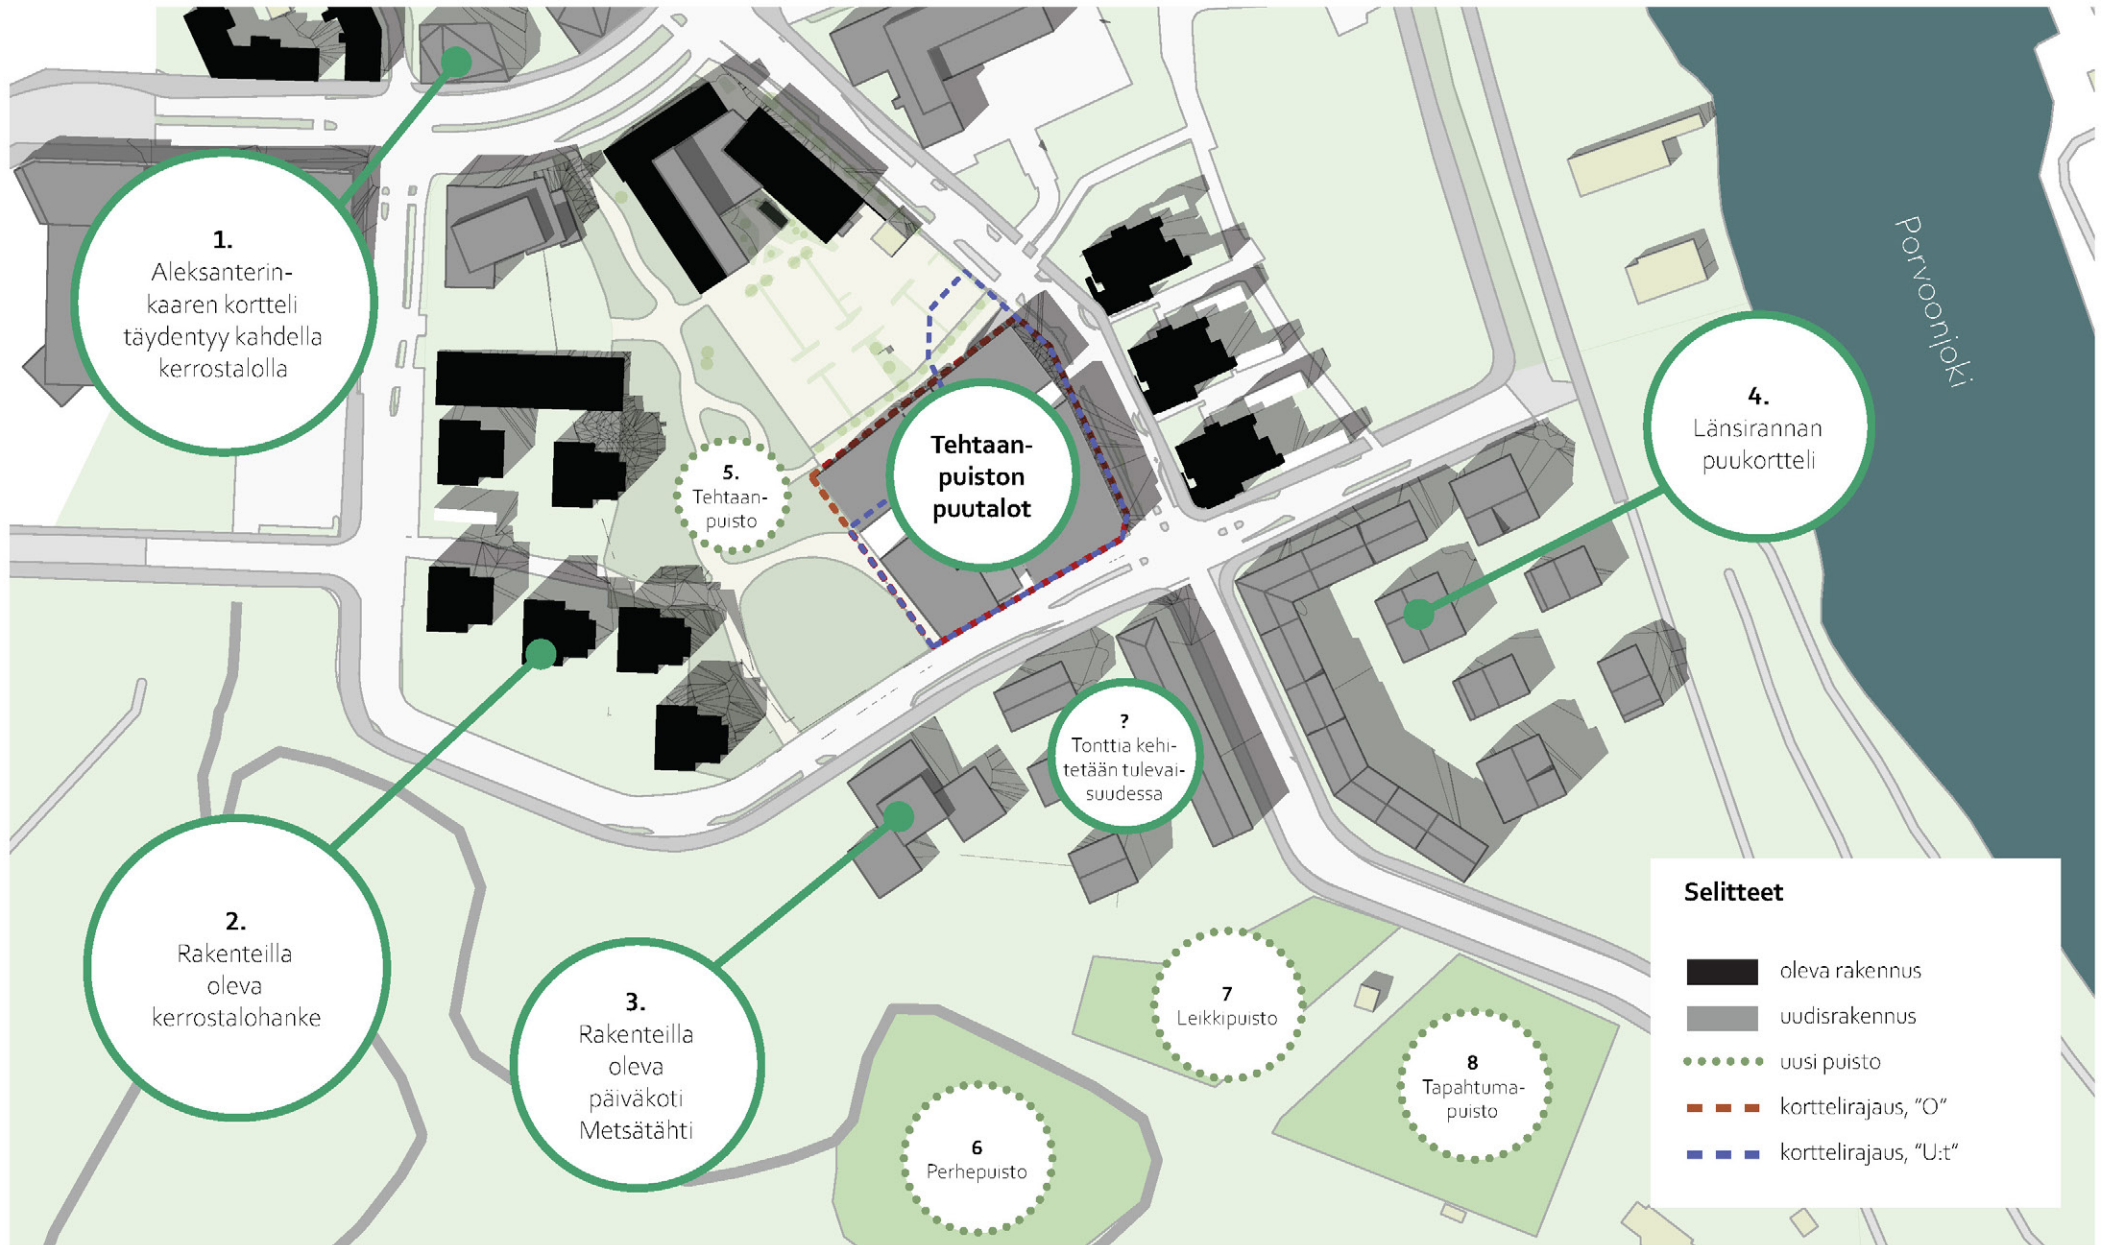 1.
Aleksanterin-
kaaren kortteli
täydentyy kahdella
kerrostalolla
Porvoonjoki
4.
Länsirannan
puukortteli
Tehtaan-
puiston
puutalot
5.
Tehtaan-
puisto
?
Tonttia kehi-
tetään tulevai-
suudessa
2.
Rakenteilla
oleva
kerrostalohanke
3.
Rakenteilla
oleva
päiväkoti
Metsätähti
7
Leikkipuisto
8
Tapahtuma-
puisto
6
Perhepuisto
Selitteet
oleva rakennus
uudisrakennus
uusi puisto
korttelirajaus, "O"
korttelirajaus, "U:t"